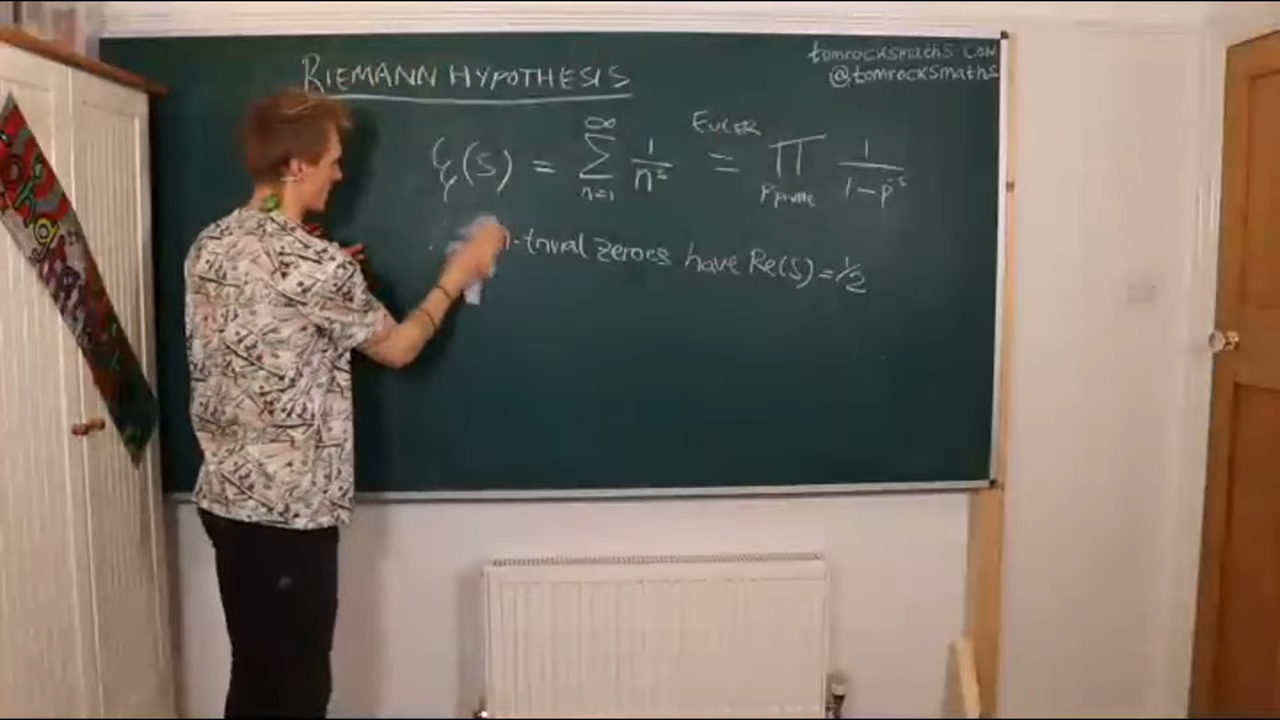 tomrocksmaths.com
@tomrocksmaths
RIEMANN HYPOTHESIS
ζ(s) = ∞ Σ n=1 1/n^s EULER = Π p prime 1/(1-p^-s)
-trivial zeroes have Re(s)=1/2